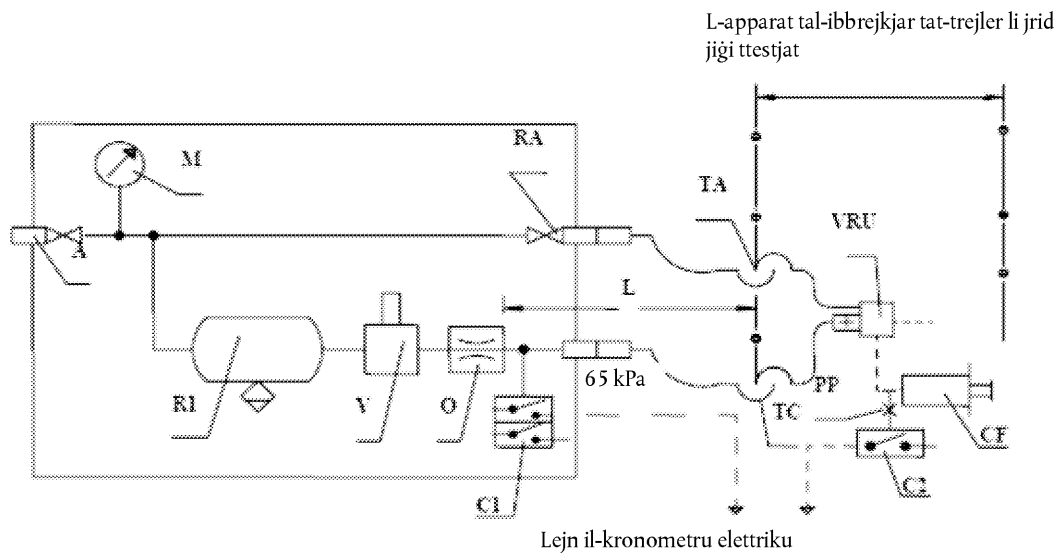 L-apparat tal-ibbrejkjar tat-trejler li jrid
jiġi ttestjat
M
RA
TA
VRU
A
L
65 kPa
PP
R1
V
O
TC
CF
C1
C2
Lejn il-kronometru elettriku